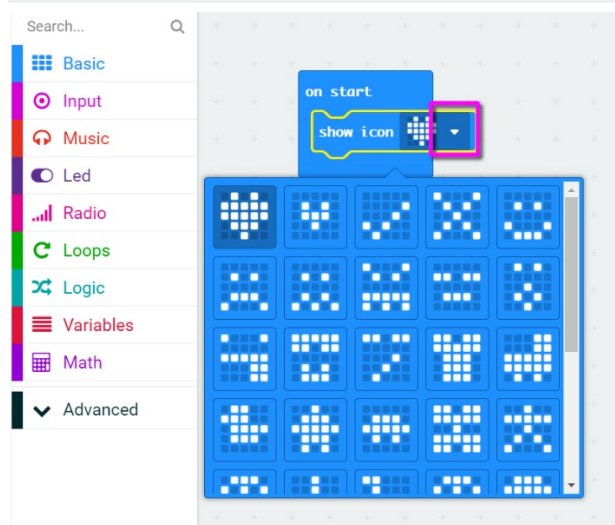 Search...
Basic
Input
Music
Led
Radio
Loops
Logic
Variables
Math
Advanced
on start
show icon